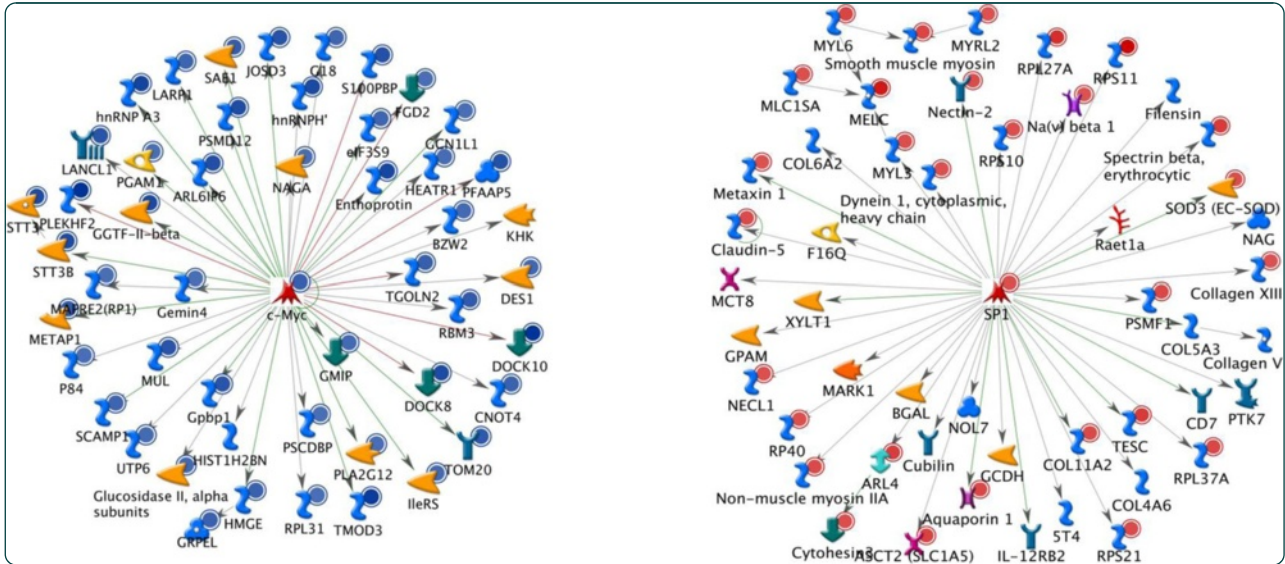 SAE1
JOSD3
G18
S100PBP
LARP1
hnRNP A3
hnRNPH'
FGD2
PSMD12
eIF3S9
GCN1L1
LANCL1
PGAM1
ARL6IP6
NAGA
HEATR1
PFAAP5
Enthoprotin
PLEKHF2
GGTF-II-beta
BZW2
KHK
STT3B
TGOLN2
DES1
MAPRE2(RP1)
Gemin4
c-Myc
RBM3
METAP1
DOCK10
P84
MUL
GMIP
DOCK8
CNOT4
SCAMP1
Gpbp1
PSCDBP
UTP6
HIST1H2BN
PLA2G12
TOM20
Glucosidase II, alpha
subunits
IleRS
HMGE
RPL31
TMOD3
GRPEL
MYL6
MYRL2
Smooth muscle myosin
RPL27A
RPS11
MLC1SA
MELC
Nectin-2
Na(v) beta 1
Filensin
COL6A2
MYL3
RPS10
Spectrin beta,
erythrocytic
Metaxin 1
Dynein 1, cytoplasmic,
heavy chain
SOD3 (EC-SOD)
Claudin-5
F16Q
Raet1a
NAG
MCT8
Collagen XIII
XYLT1
SP1
PSMF1
GPAM
COL5A3
Collagen V
MARK1
NECL1
BGAL
NOL7
CD7
PTK7
RP40
Cubilin
TESC
ARL4
GCDH
COL11A2
RPL37A
Non-muscle myosin IIA
COL4A6
Aquaporin 1
5T4
ASCT2 (SLC1A5)
IL-12RB2
RPS21